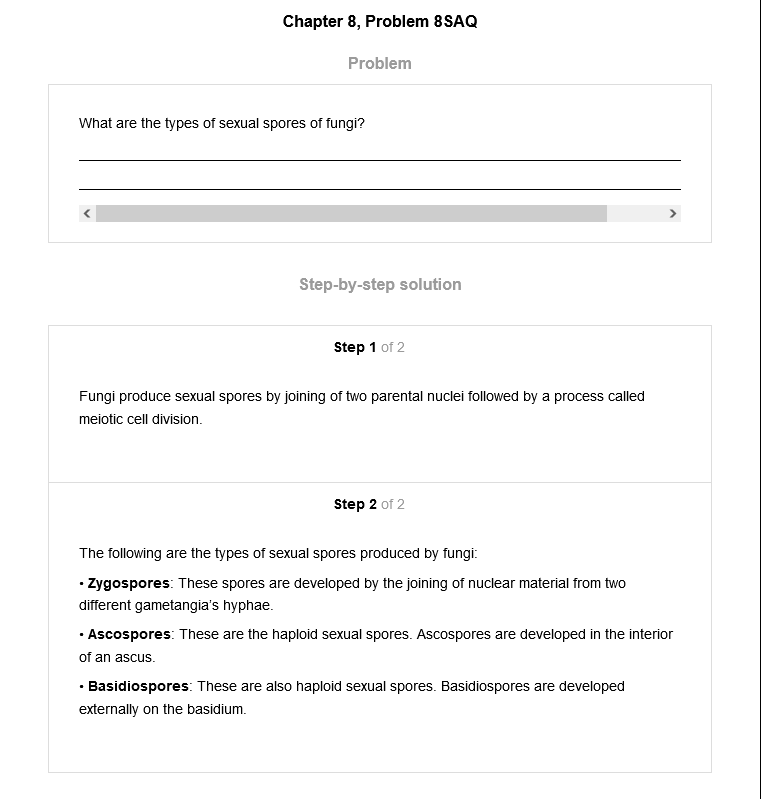 Chapter 8, Problem 8SAQ
Problem
What are the types of sexual spores of fungi?
Step-by-step solution
Step 1 of 2
Fungi produce sexual spores by joining of two parental nuclei followed by a process called
meiotic cell division.
Step 2 of 2
The following are the types of sexual spores produced by fungi:
• Zygospores: These spores are developed by the joining of nuclear material from two
different gametangia's hyphae.
• Ascospores: These are the haploid sexual spores. Ascospores are developed in the interior
of an ascus.
• Basidiospores: These are also haploid sexual spores. Basidiospores are developed
externally on the basidium.